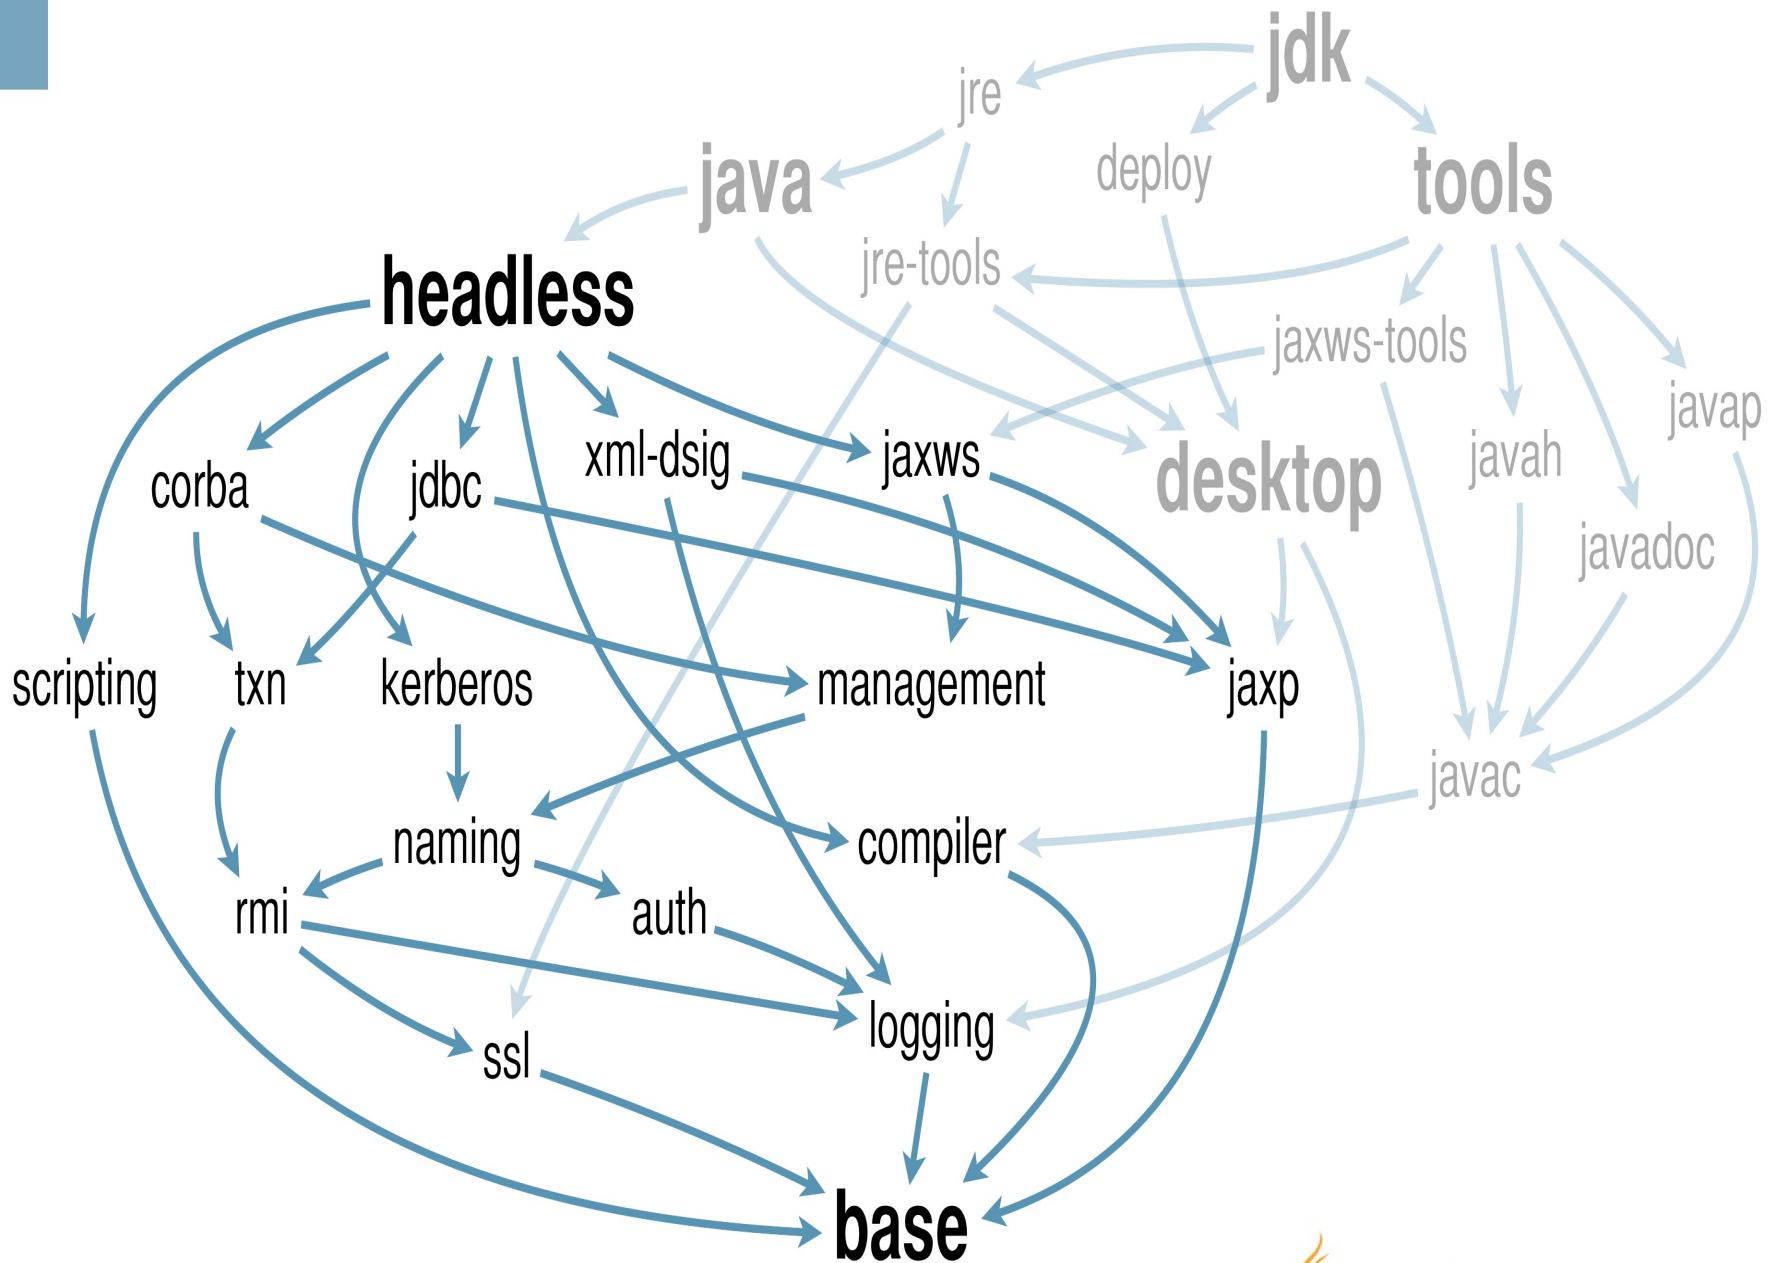 jdk
jre
java
deploy
tools
jre-tools
headless
jaxws-tools
javap
corba
jdbc
xml-dsig
jaxws
desktop
javah
javadoc
scripting
txn
kerberos
management
jaxp
javac
naming
compiler
rmi
auth
logging
ssl
base